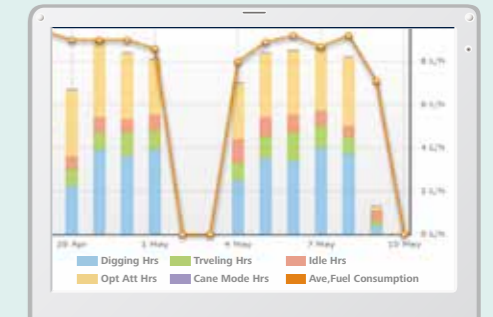 8 L/h
6 L/h
4 L/h
2 L/h
0 L/h
28 Apr 1 May 4 May 7 May 10 May
Digging Hrs Trveling Hrs Idle Hrs
Opt Att Hrs Cane Mode Hrs Ave,Fuel Consumption